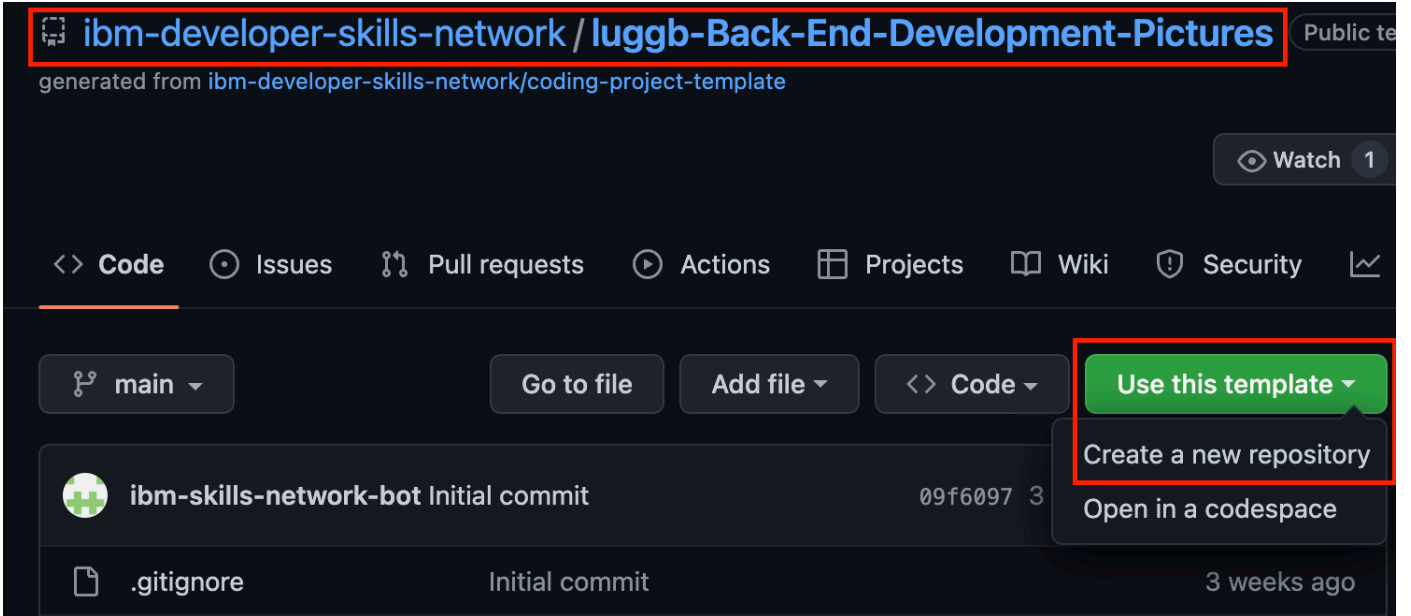 ibm-developer-skills-network / luggb-Back-End-Development-Pictures Public te
generated from ibm-developer-skills-network/coding-project-template
Watch 1
Code Issues Pull requests Actions Projects Wiki Security
main Go to file Add file Code Use this template
Create a new repository
ibm-skills-network-bot Initial commit 09f6097 3
Open in a codespace
.gitignore Initial commit 3 weeks ago